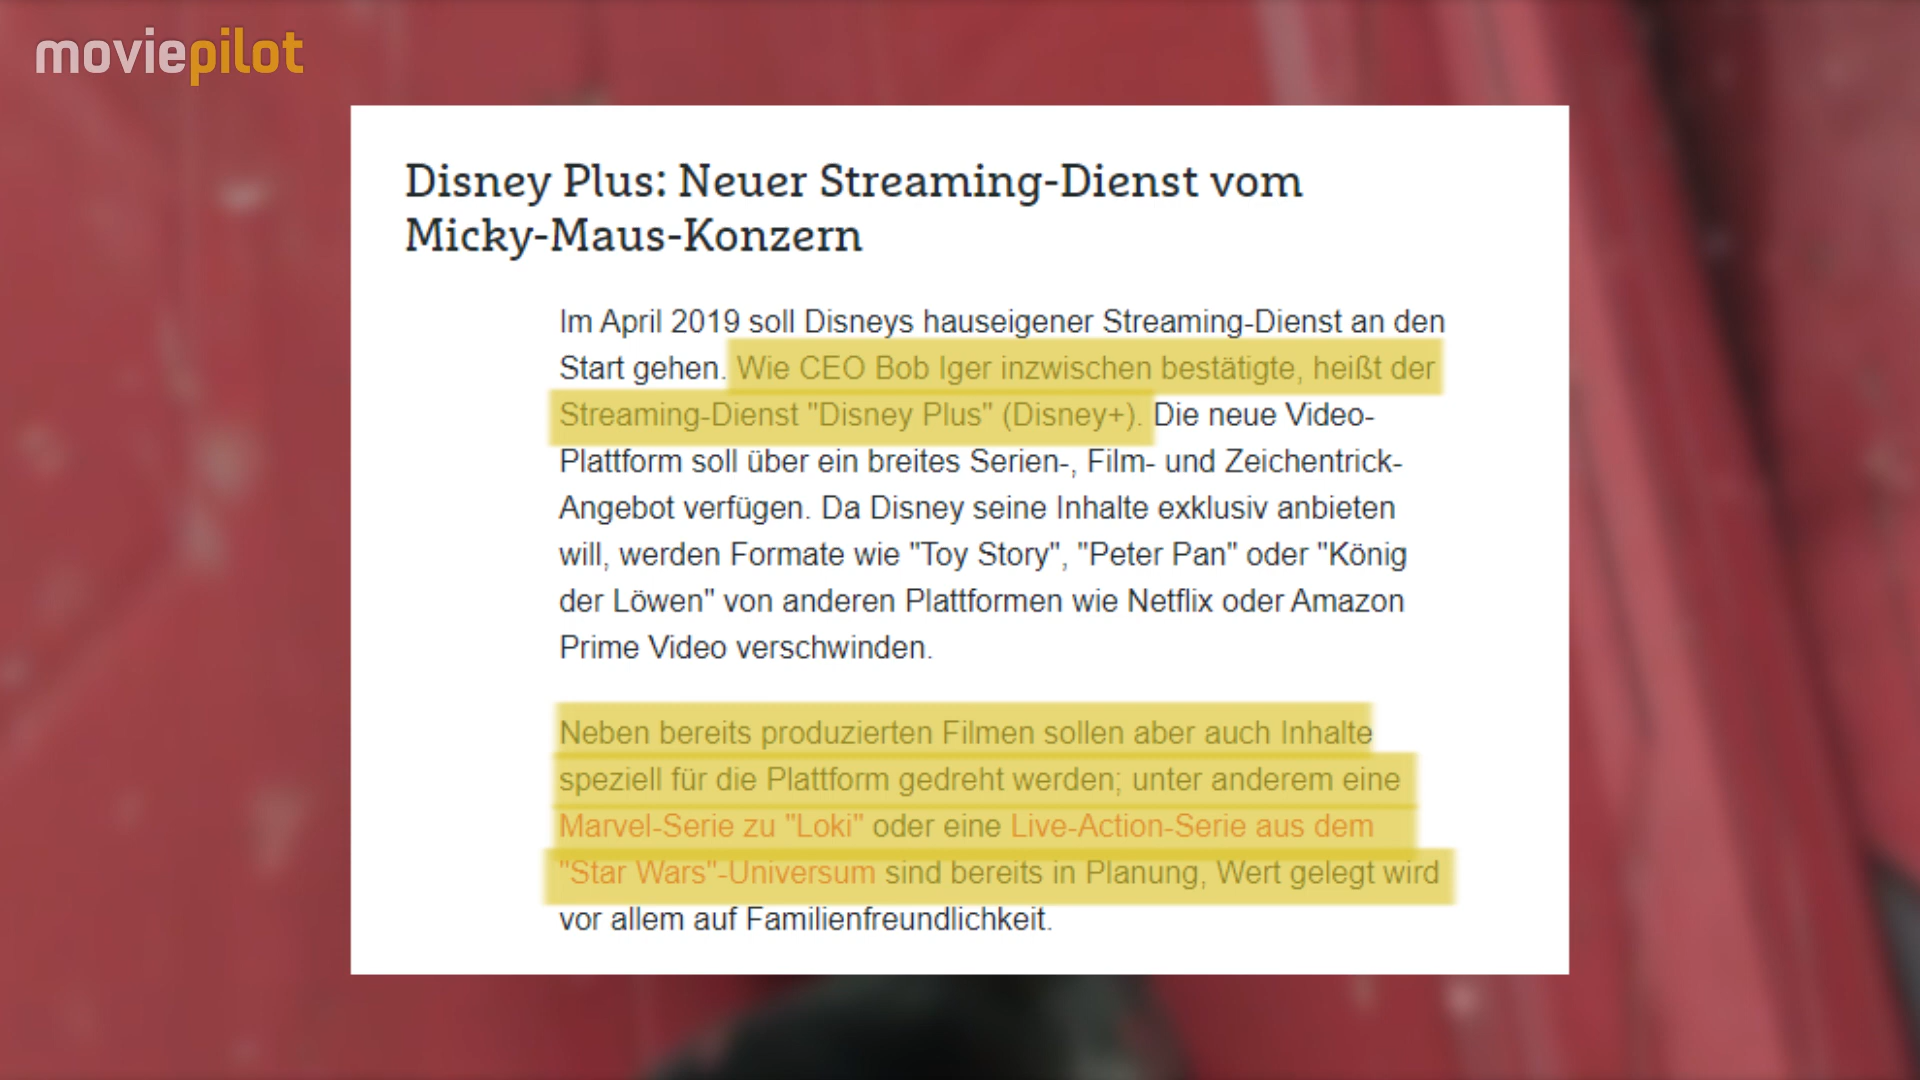 moviepilot
Disney Plus: Neuer Streaming-Dienst vom
Micky-Maus-Konzern
Im April 2019 soll Disneys hauseigener Streaming-Dienst an den
Start gehen. Wie CEO Bob Iger inzwischen bestätigte, heißt der
Streaming-Dienst "Disney Plus" (Disney+). Die neue Video-
Plattform soll über ein breites Serien-, Film- und Zeichentrick-
Angebot verfügen. Da Disney seine Inhalte exklusiv anbieten
will, werden Formate wie "Toy Story", "Peter Pan" oder "König
der Löwen" von anderen Plattformen wie Netflix oder Amazon
Prime Video verschwinden.
Neben bereits produzierten Filmen sollen aber auch Inhalte
speziell für die Plattform gedreht werden; unter anderem eine
Marvel-Serie zu "Loki" oder eine Live-Action-Serie aus dem
"Star Wars"-Universum sind bereits in Planung, Wert gelegt wird
vor allem auf Familienfreundlichkeit.